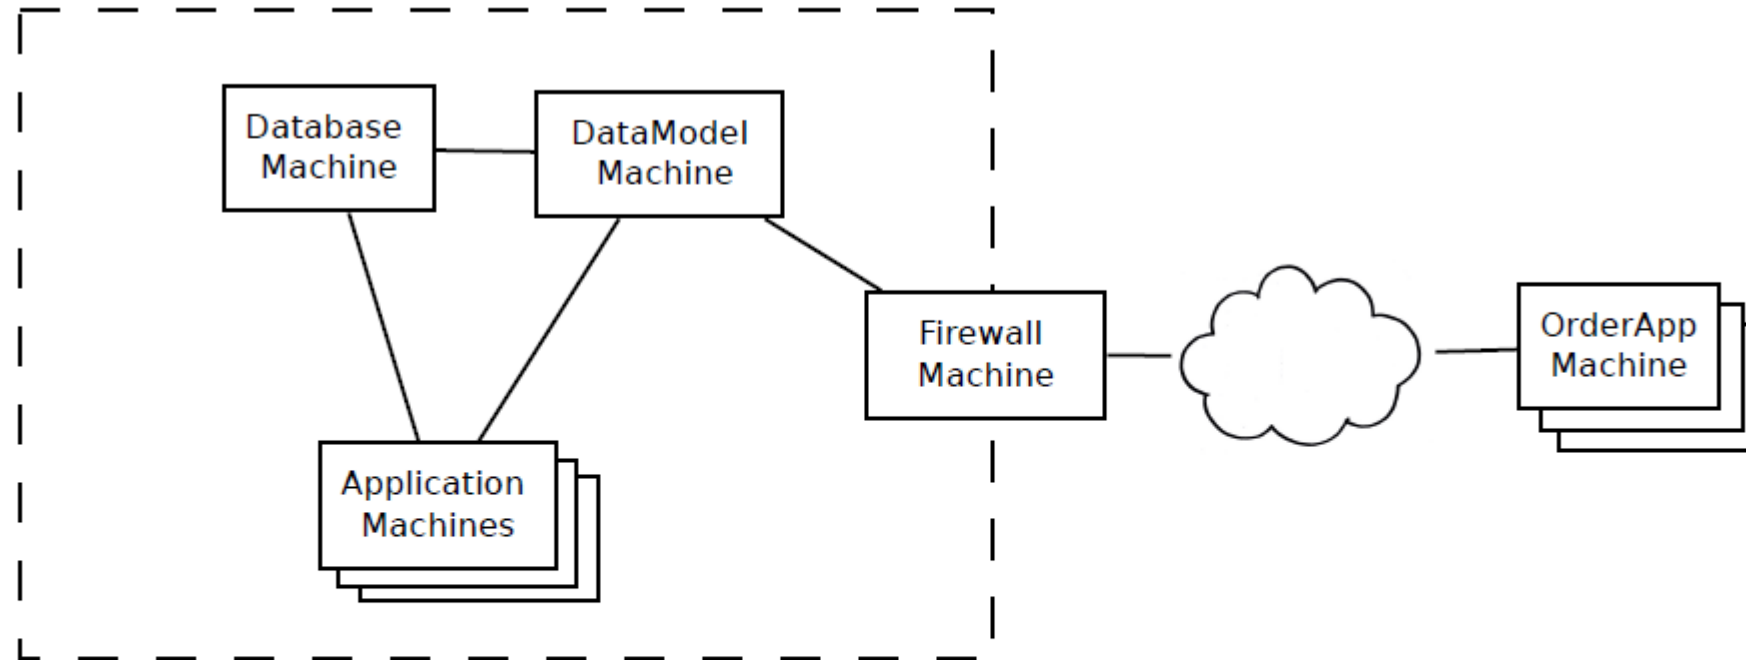 Database
Machine
DataModel
Machine
Firewall
Machine
OrderApp
Machine
Application
Machines